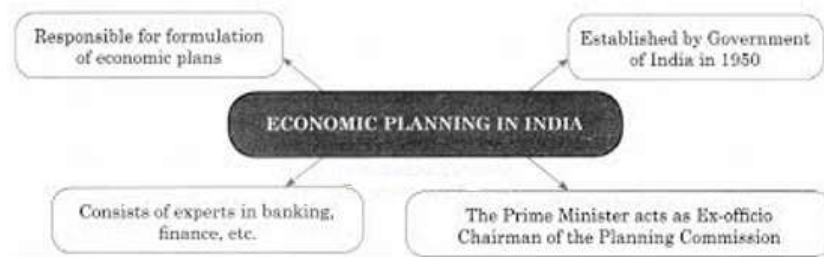 Responsible for formulation
of economic plans
Established by Government
of India in 1950
ECONOMIC PLANNING IN INDIA
Consists of experts in banking,
finance, etc.
The Prime Minister acts as Ex-officio
Chairman of the Planning Commission